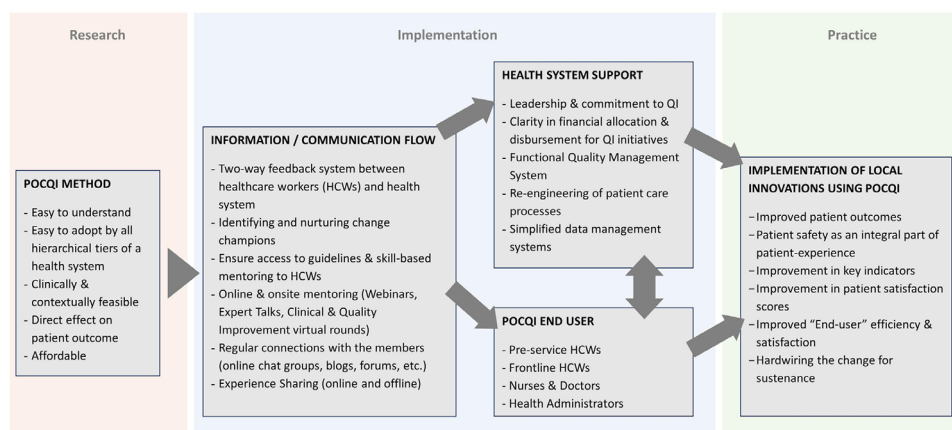 Research
POCQI METHOD
- Easy to understand
- Easy to adopt by all
hierarchical tiers of a
health system
- Clinically &
contextually feasible
- Direct effect on
patient outcome
- Affordable
Implementation
INFORMATION / COMMUNICATION FLOW
- Two-way feedback system between
healthcare workers (HCWs) and health
system
- Identifying and nurturing change
champions
- Ensure access to guidelines & skill-based
mentoring to HCWs
- Online & onsite mentoring (Webinars,
Expert Talks, Clinical & Quality
Improvement virtual rounds)
- Regular connections with the members
(online chat groups, blogs, forums, etc.)
- Experience Sharing (online and offline)
HEALTH SYSTEM SUPPORT
- Leadership & commitment to QI
- Clarity in financial allocation &
disbursement for QI initiatives
- Functional Quality Management
System
- Re-engineering of patient care
processes
- Simplified data management
systems
POCQI END USER
- Pre-service HCWs
- Frontline HCWs
- Nurses & Doctors
- Health Administrators
Practice
IMPLEMENTATION OF LOCAL
INNOVATIONS USING POCQI
– Improved patient outcomes
– Patient safety as an integral part of
patient-experience
– Improvement in key indicators
– Improvement in patient satisfaction
scores
– Improved “End-user” efficiency &
satisfaction
– Hardwiring the change for
sustenance